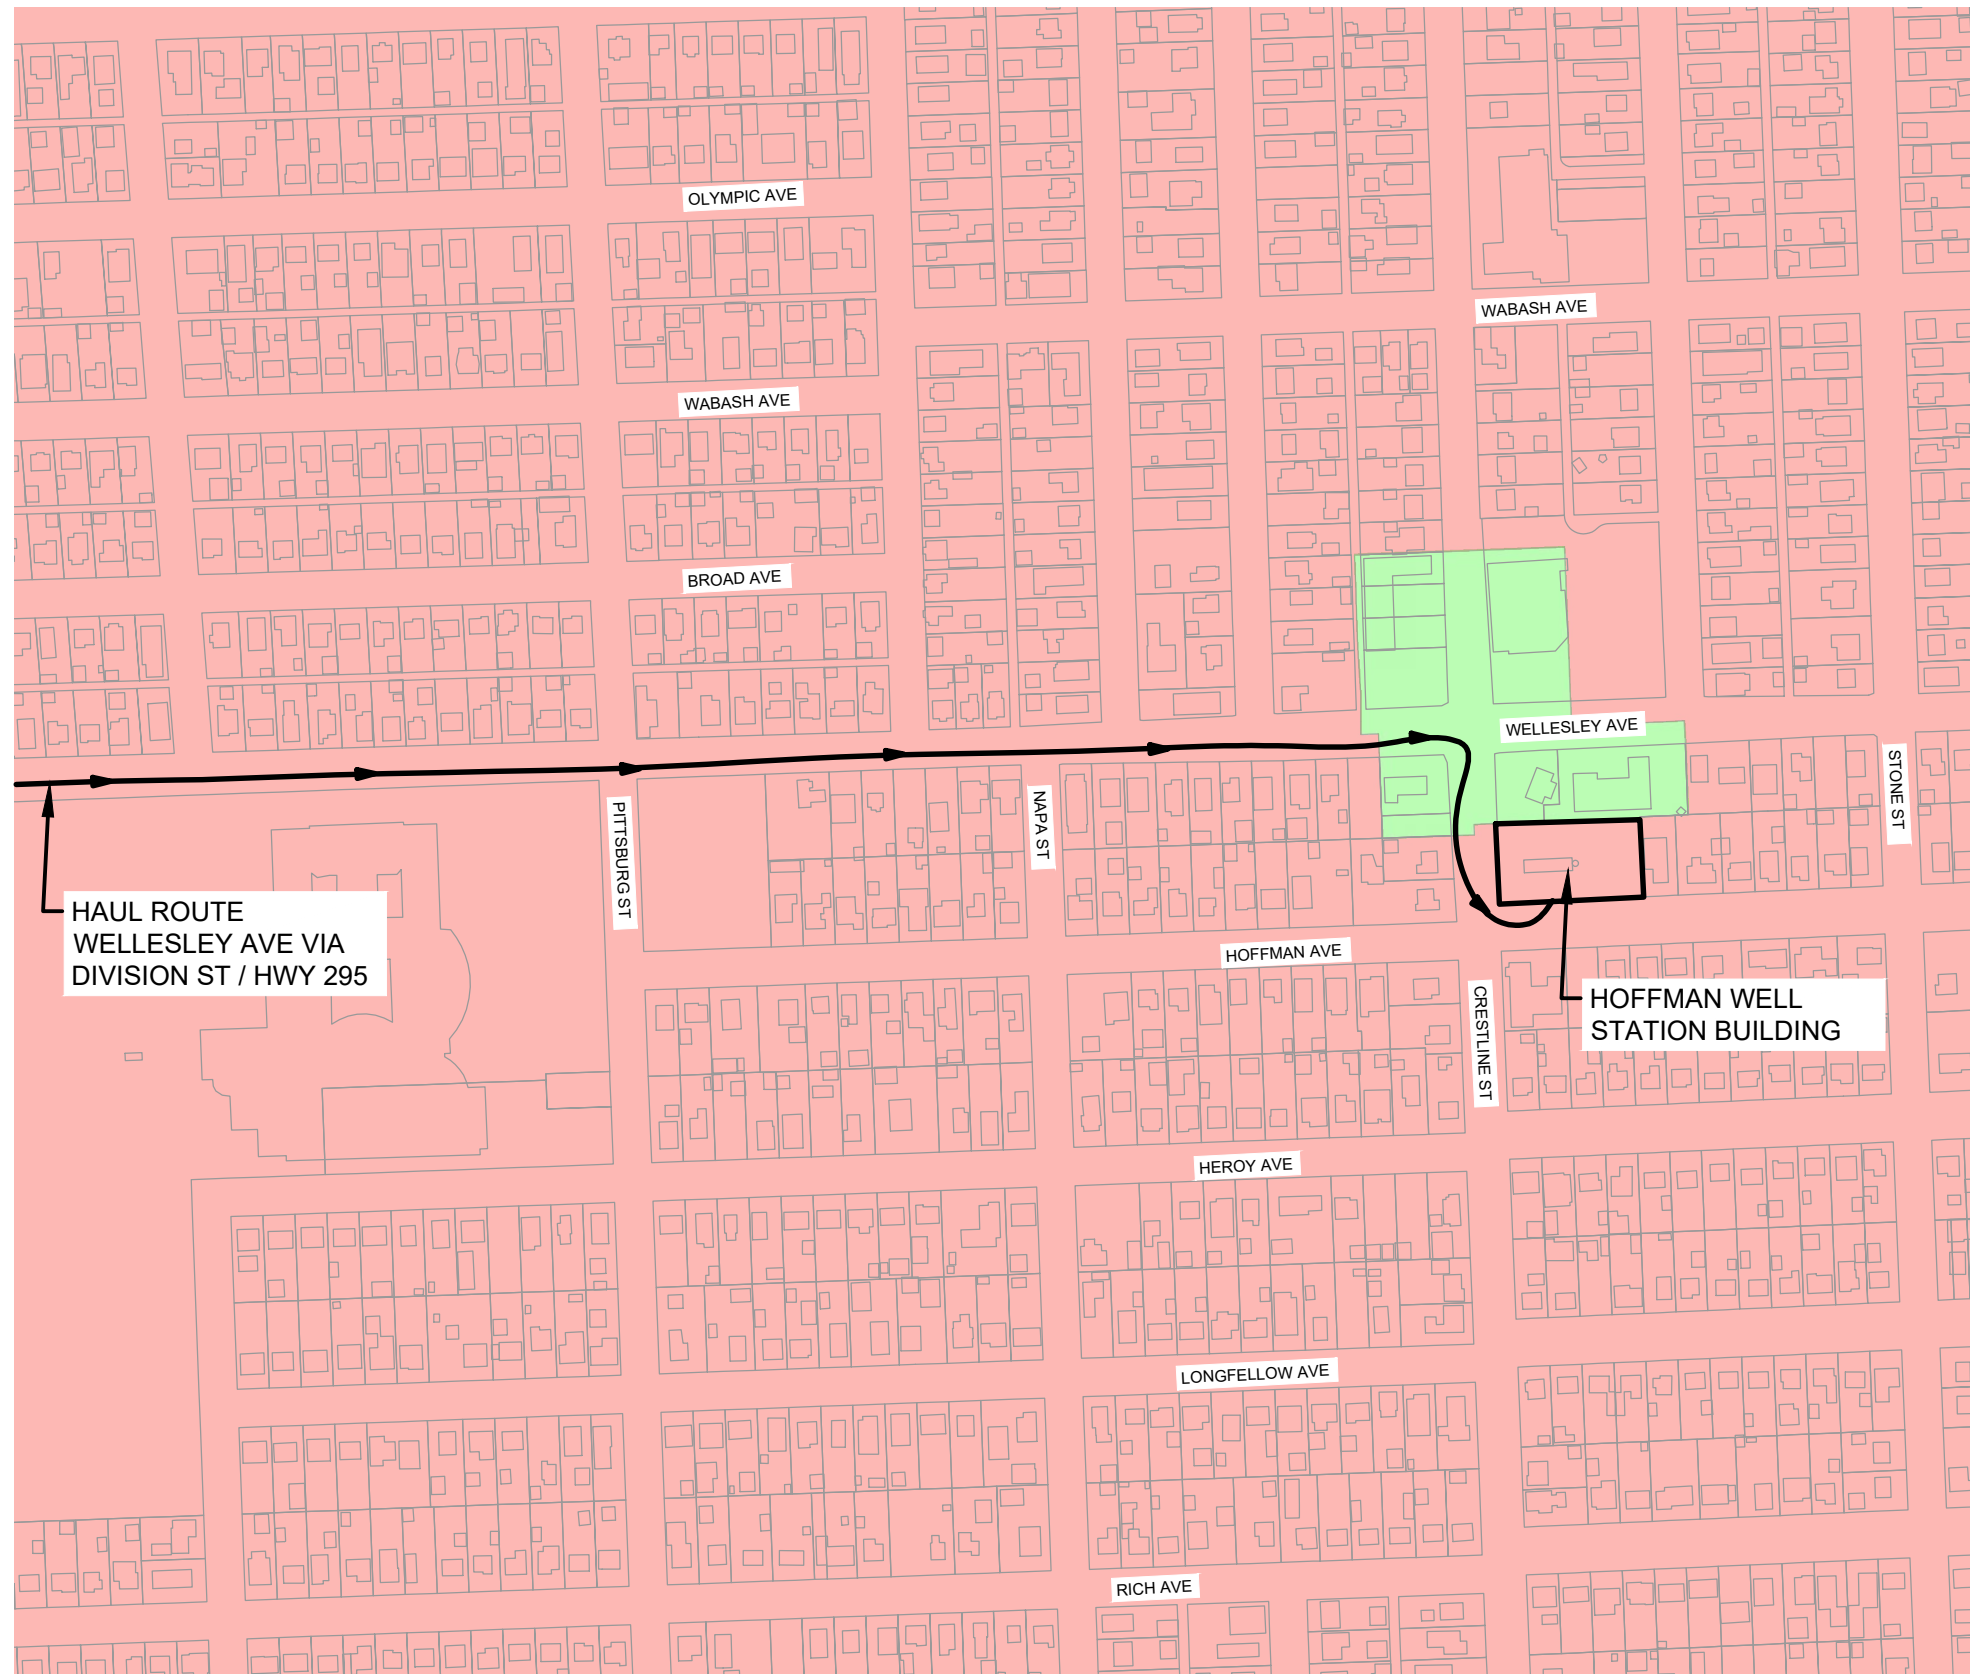 OLYMPIC AVE
WABASH AVE
WABASH AVE
BROAD AVE
WELLESLEY AVE
STONE ST
NAPA ST
PITTSBURG ST
HAUL ROUTE
WELLESLEY AVE VIA
DIVISION ST / HWY 295
HOFFMAN AVE
CRESTLINE ST
HOFFMAN WELL
STATION BUILDING
HEROY AVE
LONGFELLOW AVE
RICH AVE